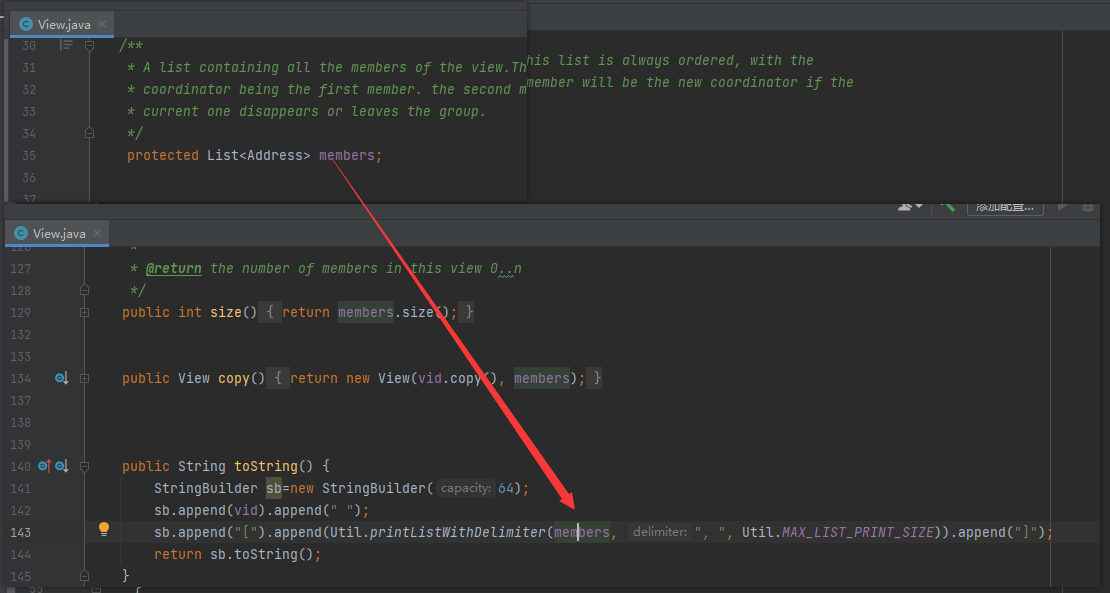 View.java
30 /**
31 * A list containing all the members of the view.Th
his list is always ordered, with the
32 * coordinator being the first member. the second m
member will be the new coordinator if the
33 * current one disappears or leaves the group.
34 */
35 protected List<Address> members;
36
37
添加配置...
View.java
126 *
127 * @return the number of members in this view 0..n
128 */
129 public int size() { return members.size(); }
132
133
134 public View copy() { return new View(vid.copy(), members); }
137
138
139
140 public String toString() {
141 StringBuilder sb=new StringBuilder( capacity: 64);
142 sb.append(vid).append(" ");
143 sb.append("[").append(Util.printListWithDelimiter(members, delimiter: ", ", Util.MAX_LIST_PRINT_SIZE)).append("]");
144 return sb.toString();
145 }
{